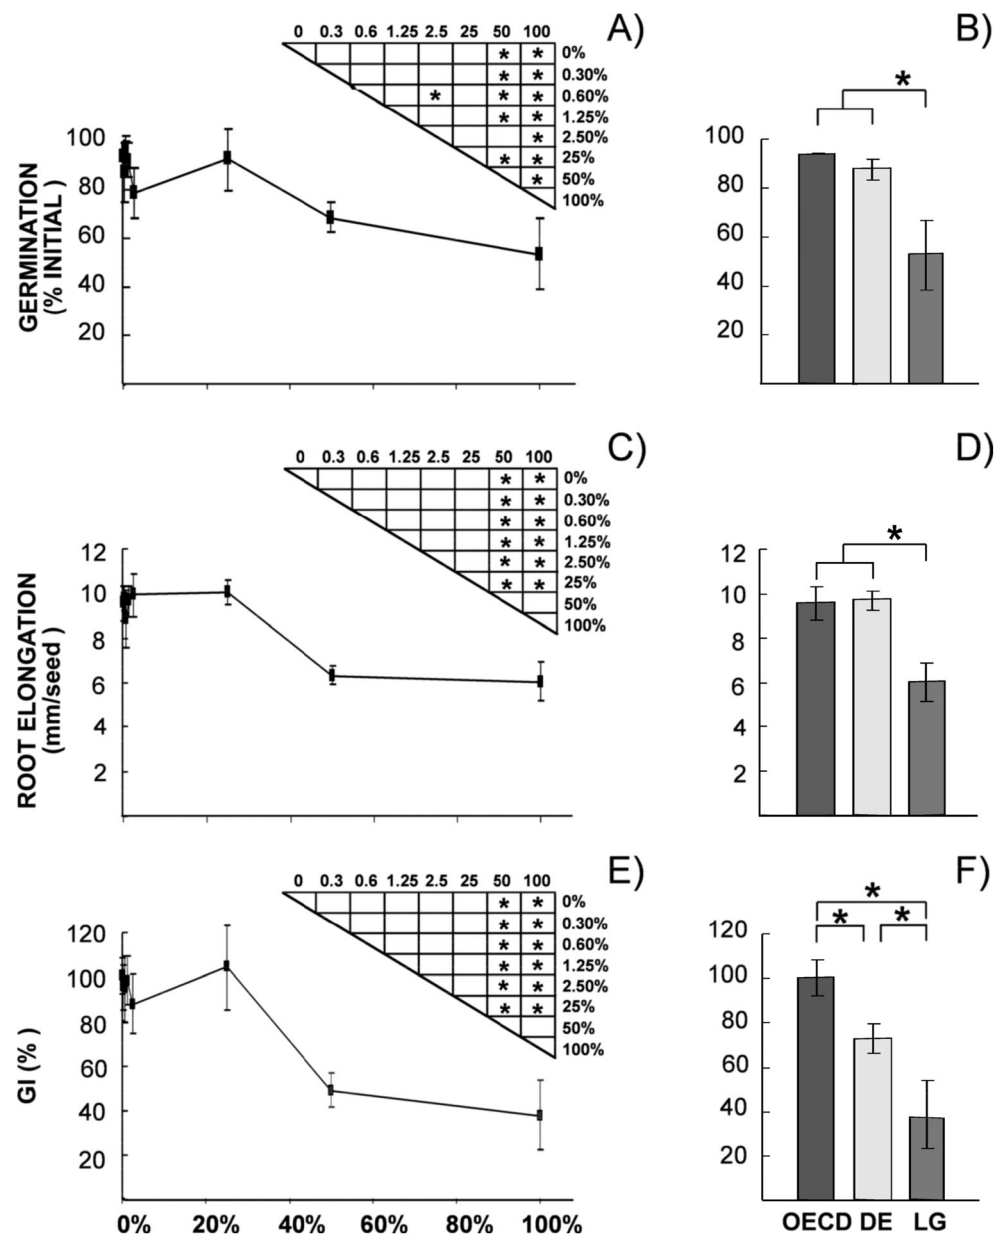 A)
0 0.3 0.6 1.25 2.5 25 50 100
* * 0%
* * 0.30%
* * * 0.60%
* * 1.25%
* 2.50%
* * 25%
* 50%
100%
GERMINATION
(% INITIAL )
100
80
60
40
20
B)
*
100
80
60
40
20
C)
0 0.3 0.6 1.25 2.5 25 50 100
* * 0%
* * 0.30%
* * 0.60%
* * 1.25%
* * 2.50%
* * 25%
50%
100%
ROOT ELONGATION
(mm/seed )
12
10
8
6
4
2
D)
*
12
10
8
6
4
2
E)
0 0.3 0.6 1.25 2.5 25 50 100
* * 0%
* * 0.30%
* * 0.60%
* * 1.25%
* * 2.50%
* * 25%
50%
100%
GI (% )
120
100
80
60
40
20
0% 20% 40% 60% 80% 100%
F)
*
* *
120
100
80
60
40
20
OECD DE LG